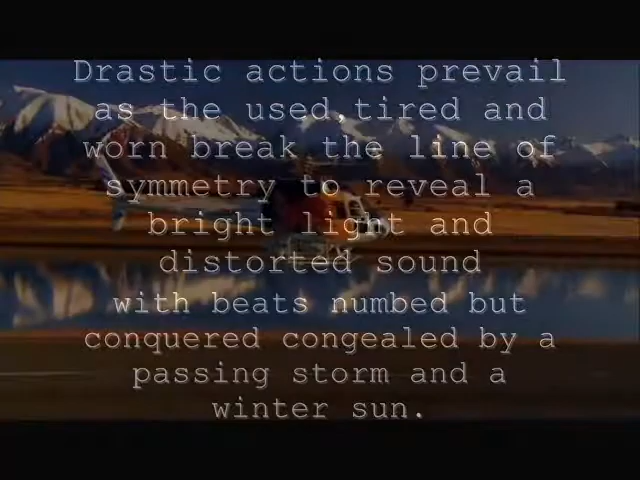 Drastic actions prevail
as the used,tired and
worn break the line of
symmetry to reveal a
bright light and
distorted sound
with beats numbed but
conquered congealed by a
passing storm and a
winter sun.